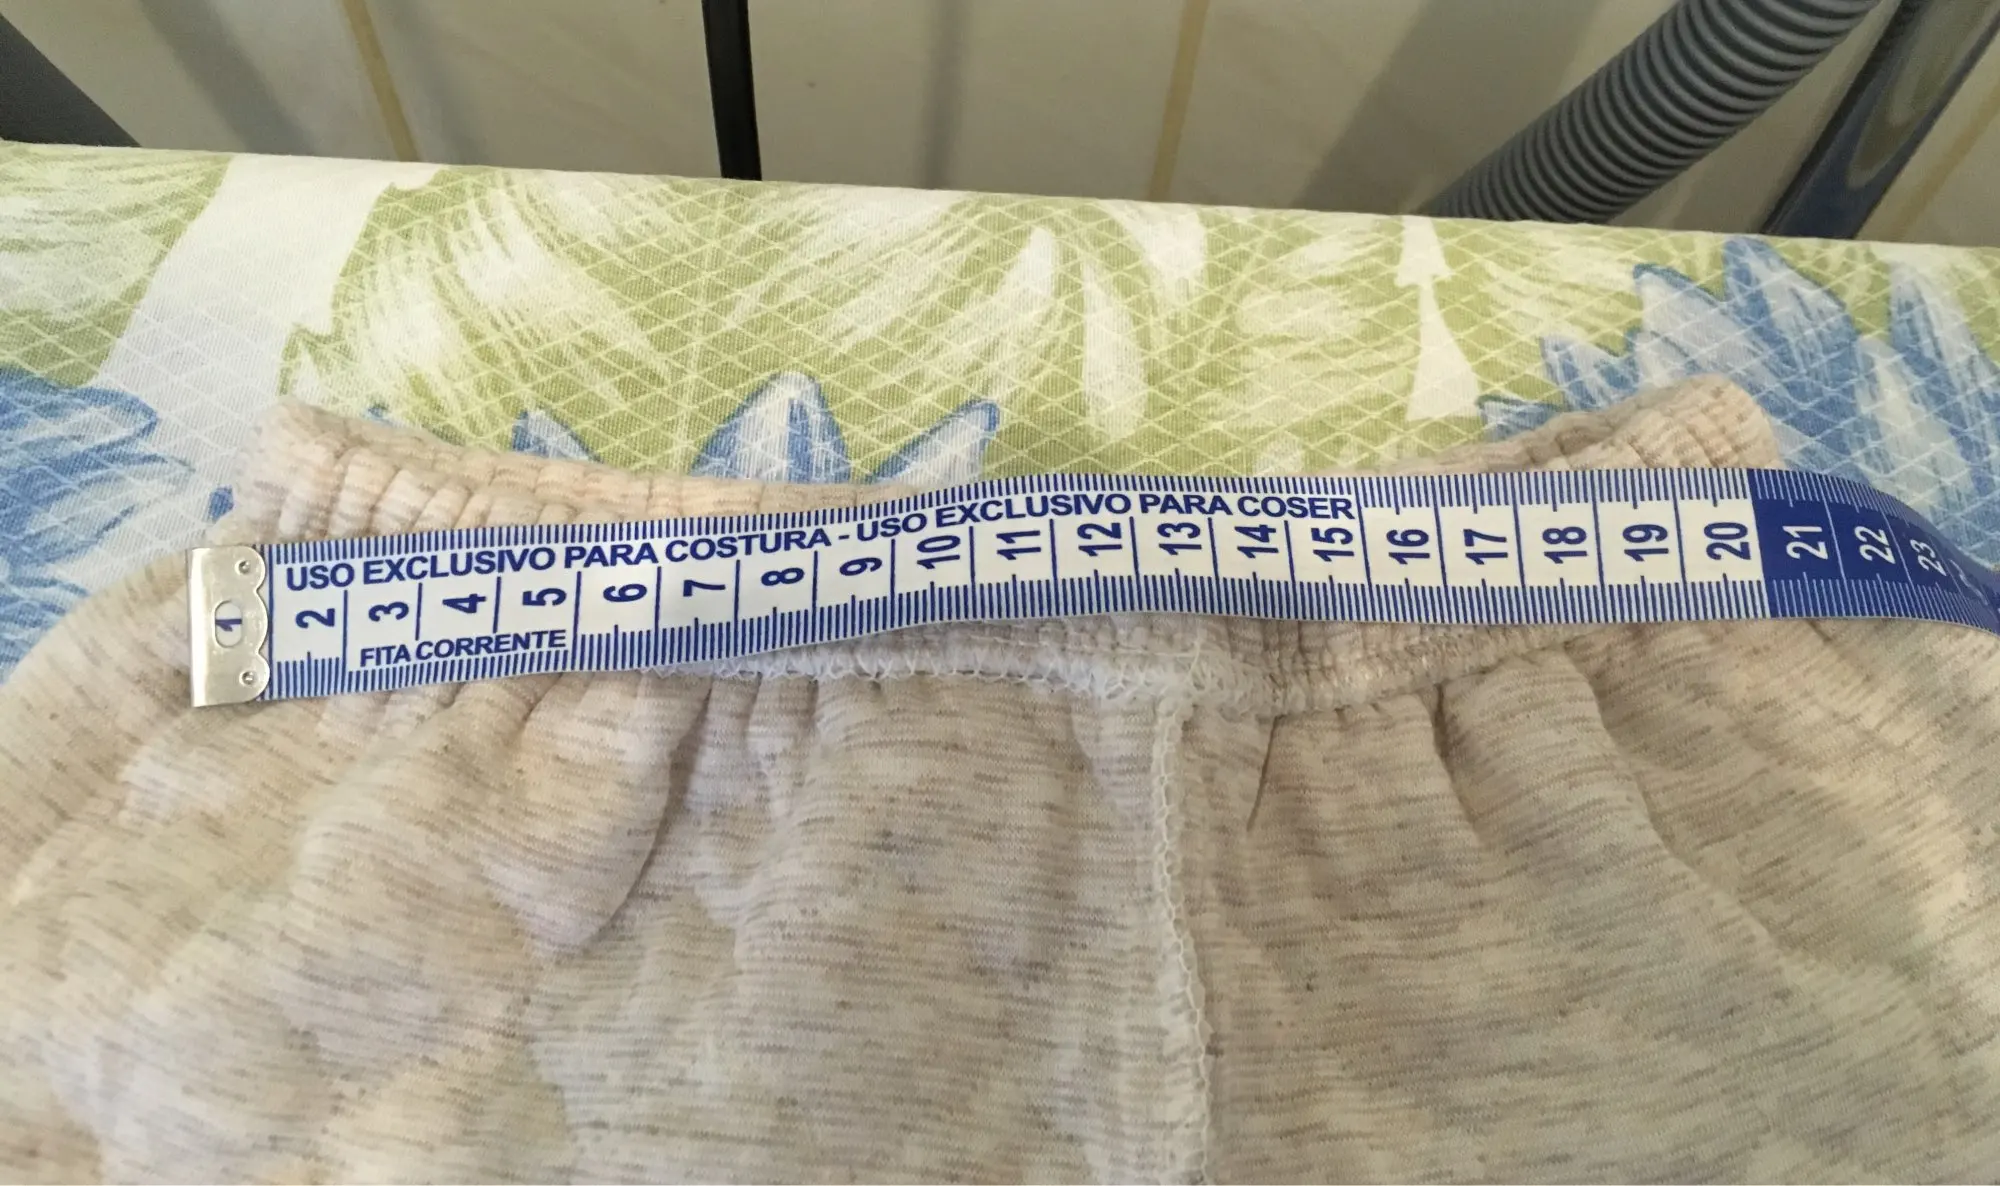 USO EXCLUSIVO PARA COSTURA - USO EXCLUSIVO PARA COSER
1 2 3 4 5 6 7 8 9 10 11 12 13 14 15 16 17 18 19 20 21 22 23
FITA CORRENTE